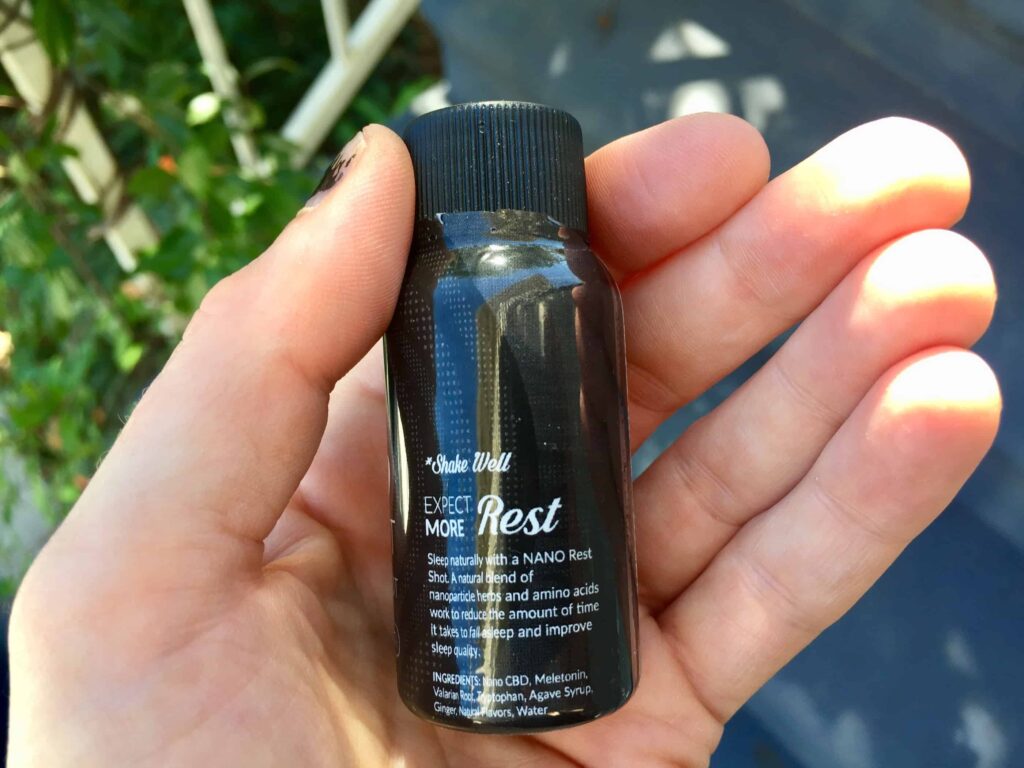 *Shake Well
EXPECT
MORE Rest
Sleep naturally with a NANO Rest
Shot. A natural blend of
nanoparticle herbs and amino acids
work to reduce the amount of time
it takes to fall asleep and improve
sleep quality.
INGREDIENTS: Nano CBD, Meletonin,
Valarian Root, Tryptophan, Agave Syrup,
Ginger, Natural Flavors, Water